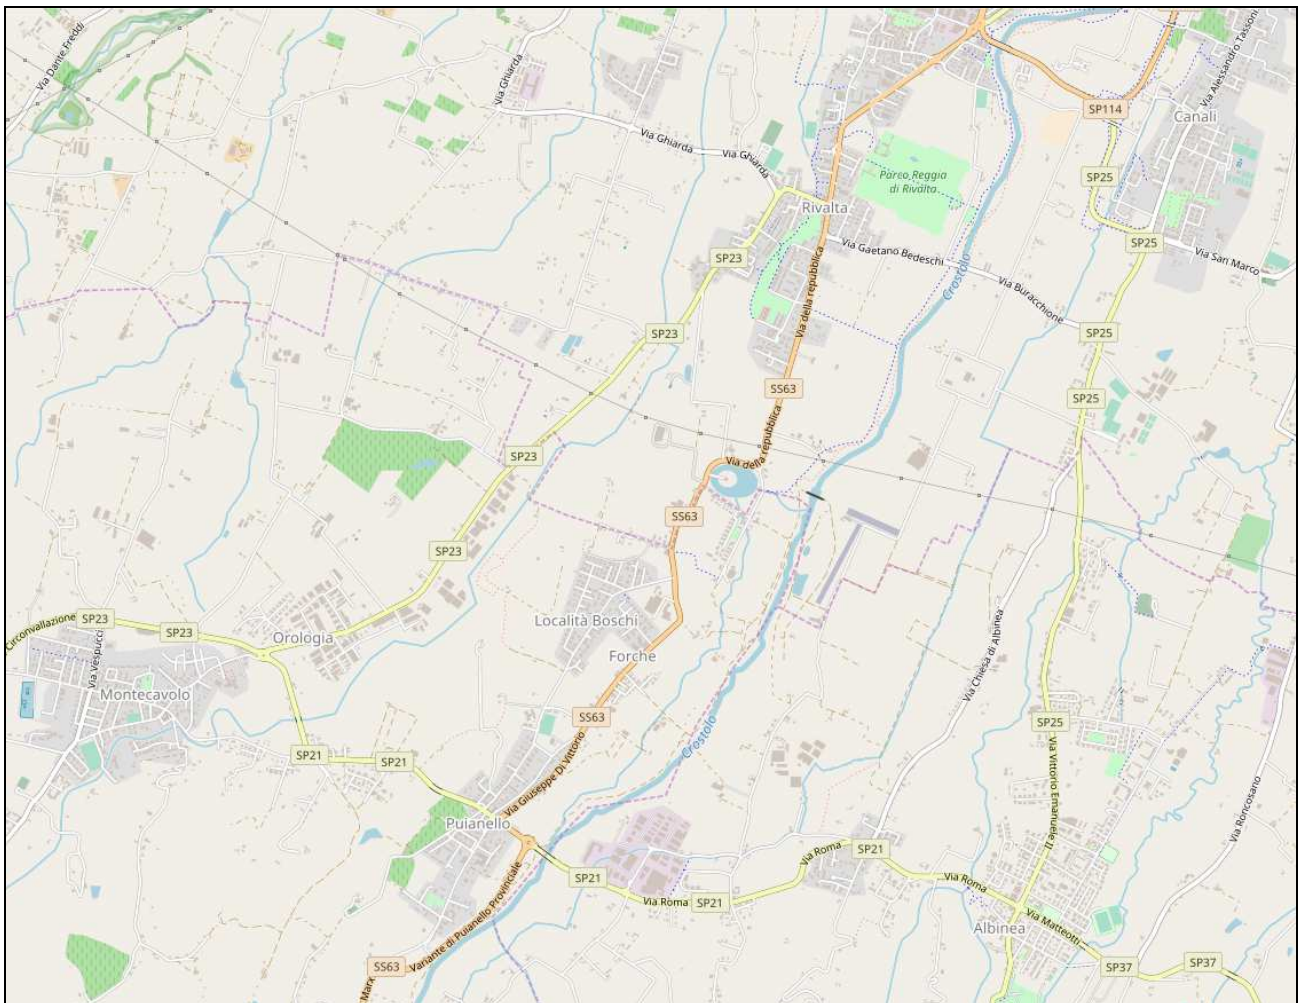 Via Dante Freddi
Via Ghiarda
Via Ghiarda
Via Ghiarda
SP114
Via Alessandro Tassoni
Canali
SP25
Parco Reggia
di Rivalta
Rivalta
SP25
Via Gaetano Bedeschi
Via San Marco
SP23
Crostolo
Via Buracchione
Via della repubblica
SP23
SP25
SS63
SP25
Via della repubblica
Via della repubblica
SP23
SS63
SP23
Circonvallazione
SP23
SP23
Orologia
Località Boschi
Forche
Via Vespucci
Montecavolo
Via Chiesa di Albinea
SS63
SP25
Crostolo
SP21
SP21
Via Giuseppe Di Vittorio
Via Vittorio Emanuele II
Via Roncosano
Puianello
Via Roma
SP21
SP21
Via Roma
Via Roma
SP21
Variante di Puianello Provinciale
Albinea
Via Matteotti
SS63
SP37
SP37
Marx